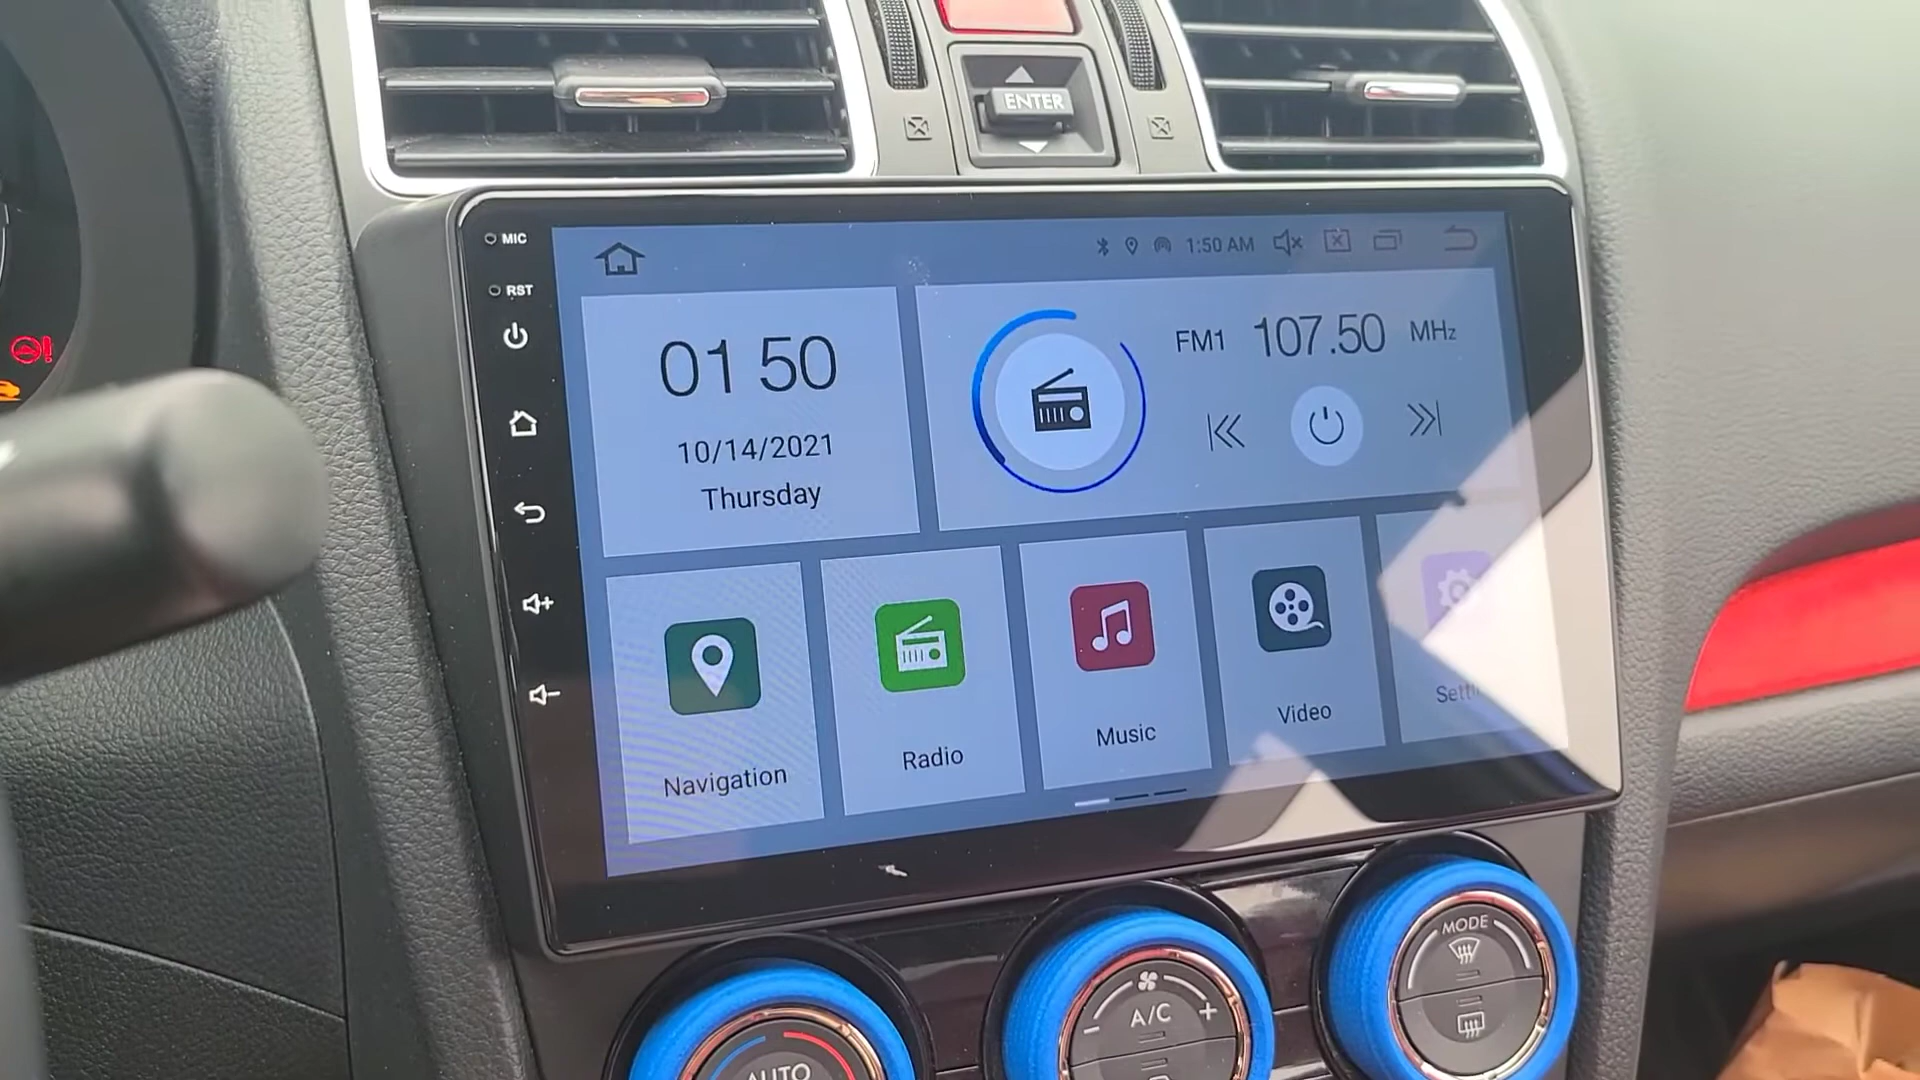 ENTER
MIC
RST
1:50 AM
01 50
10/14/2021
Thursday
FM1 107.50 MHz
Navigation
Radio
Music
Video
AUTO
A/C
MODE